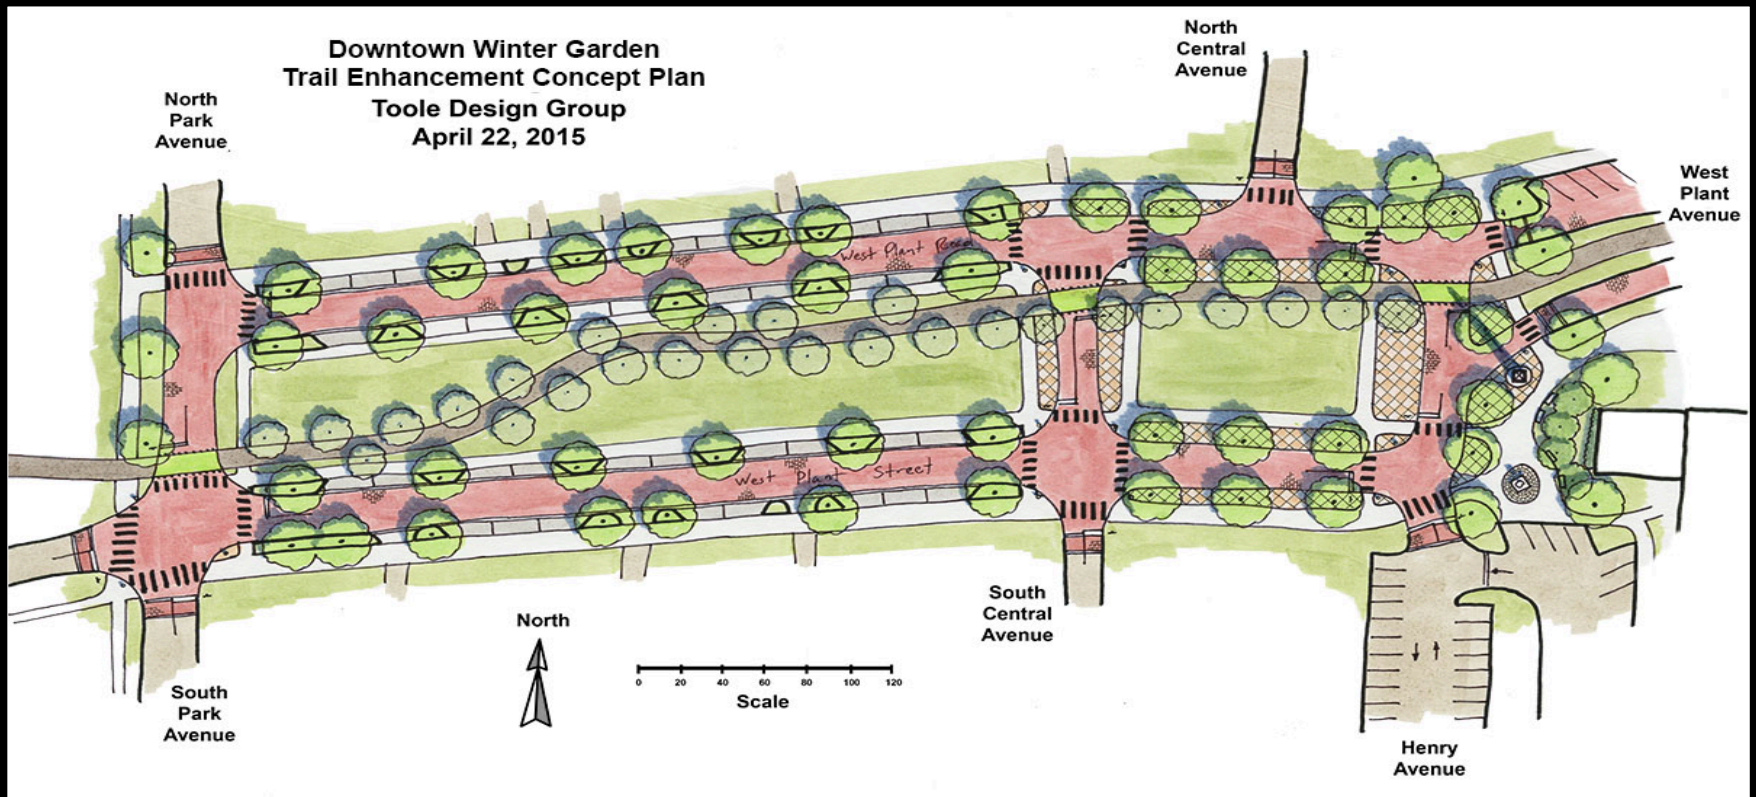 Downtown Winter Garden
Trail Enhancement Concept Plan
Toole Design Group
April 22, 2015
North
Central
Avenue
North
Park
Avenue
West
Plant
Avenue
West Plant Road
West Plant Street
North
South
Central
Avenue
0 20 40 60 80 100 120
Scale
South
Park
Avenue
Henry
Avenue